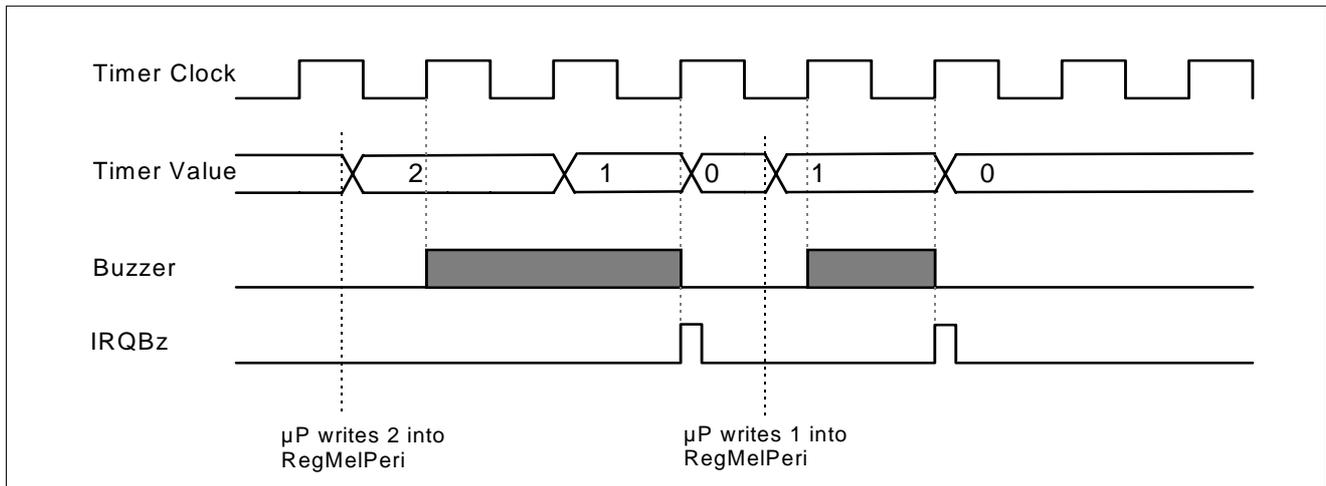 Timer Clock
Timer Value
2
1
0
1
0
Buzzer
IRQBz
µP writes 2 into
RegMelPeri
µP writes 1 into
RegMelPeri